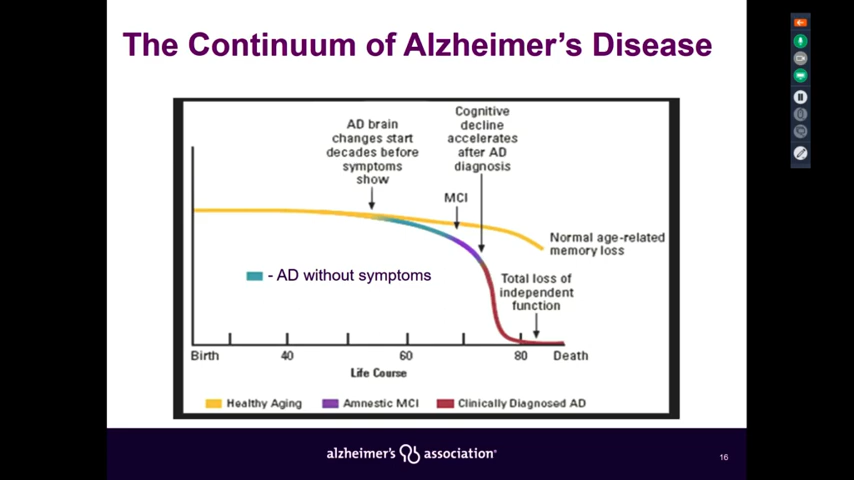 The Continuum of Alzheimer's Disease
AD brain
changes start
decades before
symptoms
show
Cognitive
decline
accelerates
after AD
diagnosis
MCI
Normal age-related
memory loss
- AD without symptoms
Total loss of
independent
function
Birth 40 60 80 Death
Life Course
Healthy Aging Amnestic MCI Clinically Diagnosed AD
alzheimer's association®
16